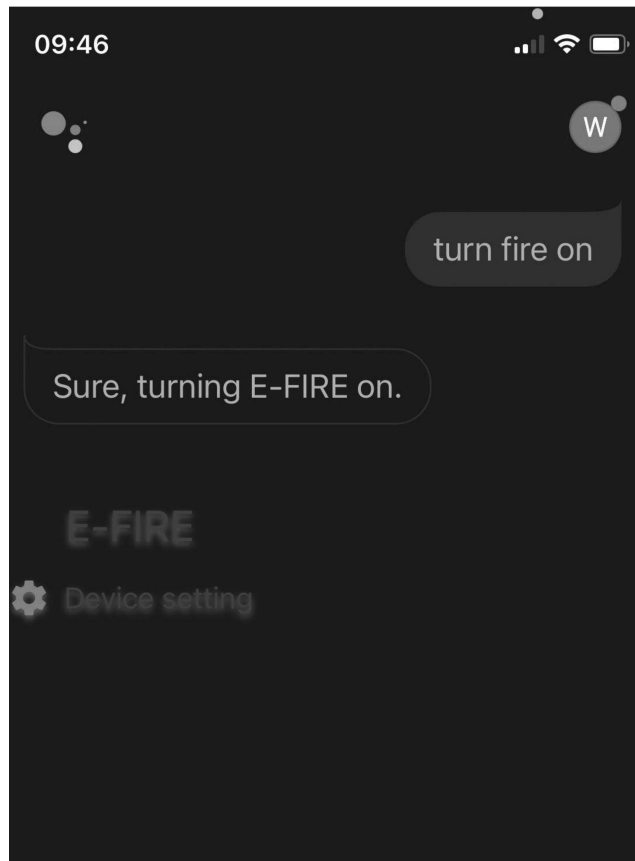 09:46
W
turn fire on
Sure, turning E-FIRE on.
E-FIRE
Device setting